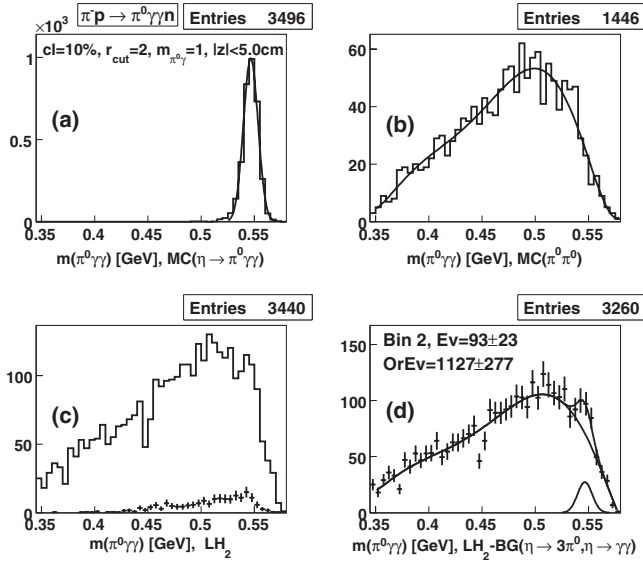 π⁻p → π⁰γγn
Entries 3496
×10³
cl=10%, r_cut=2, m_π⁰γ=1, |z|<5.0cm
(a)
1
0.5
0
0.35 0.4 0.45 0.5 0.55
m(π⁰γγ) [GeV], MC(η→π⁰γγ)
Entries 1446
(b)
60
40
20
0
0.35 0.4 0.45 0.5 0.55
m(π⁰γγ) [GeV], MC(π⁰π⁰)
Entries 3440
(c)
100
50
0
0.35 0.4 0.45 0.5 0.55
m(π⁰γγ) [GeV], LH₂
Entries 3260
Bin 2, Ev=93±23
OrEv=1127±277
(d)
150
100
50
0
0.35 0.4 0.45 0.5 0.55
m(π⁰γγ) [GeV], LH₂-BG(η→3π⁰,η→γγ)